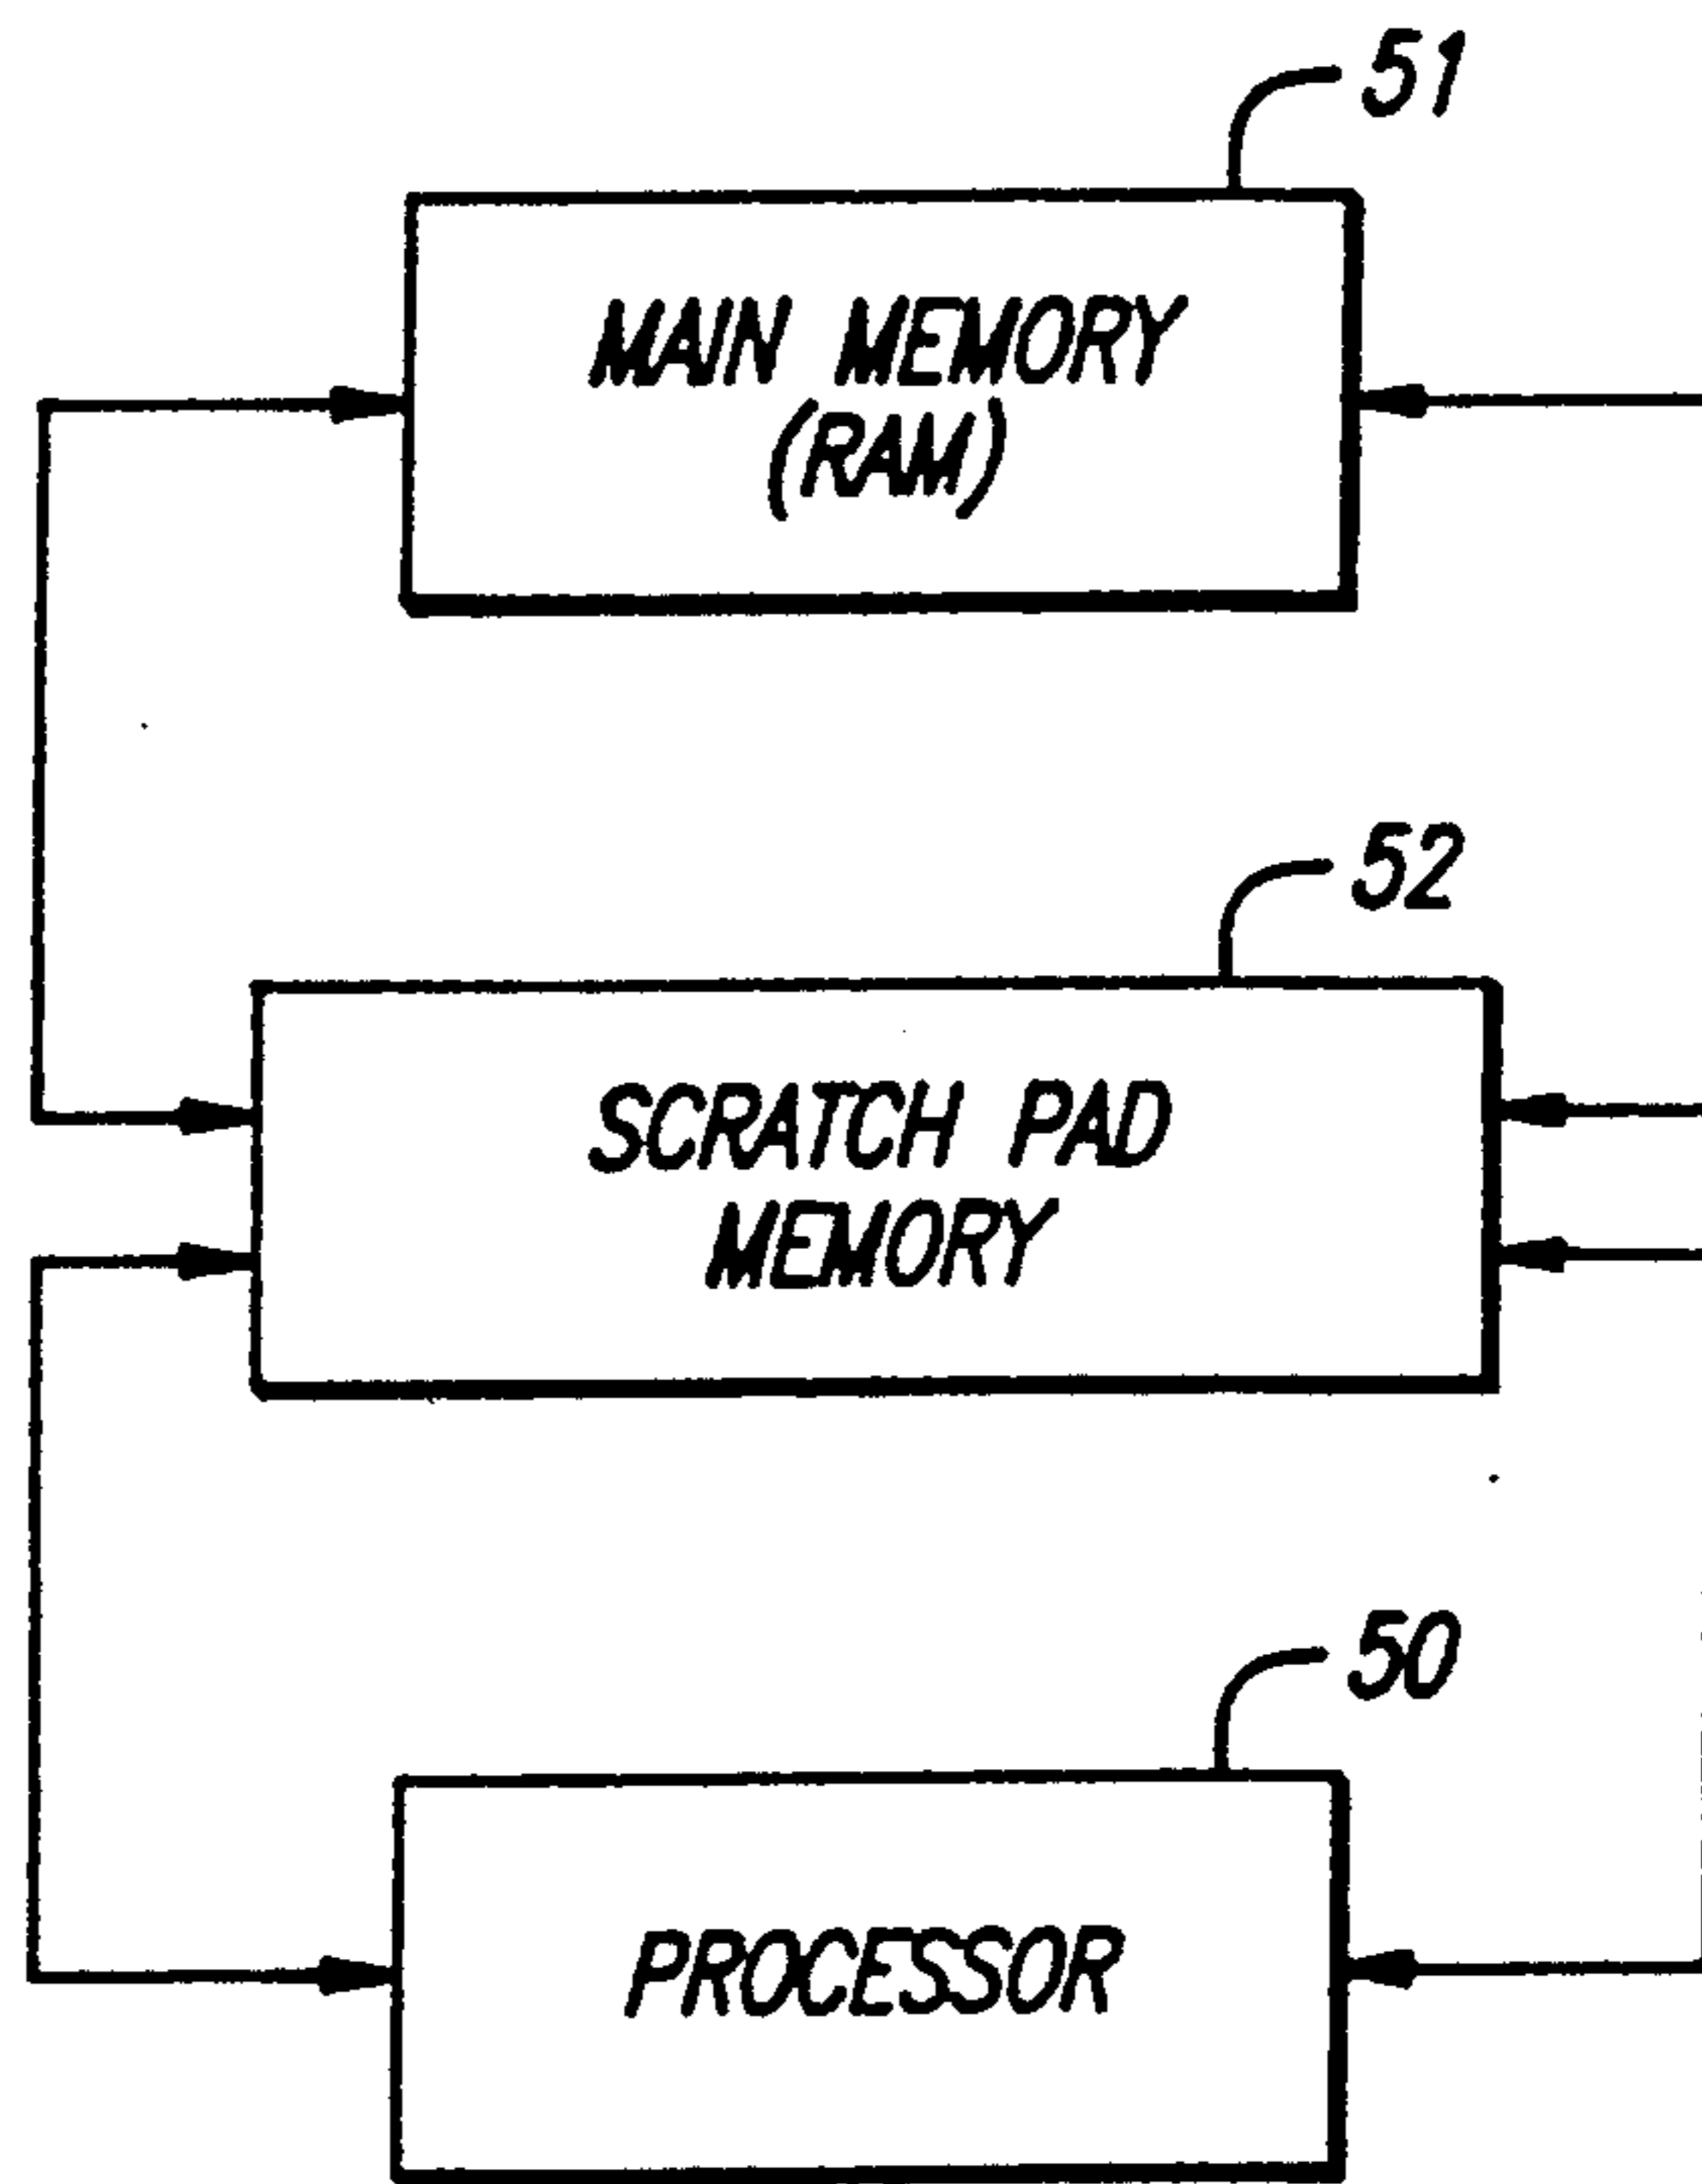 51
MAIN MEMORY
(RAM)
52
SCRATCH PAD
MEMORY
50
PROCESSOR